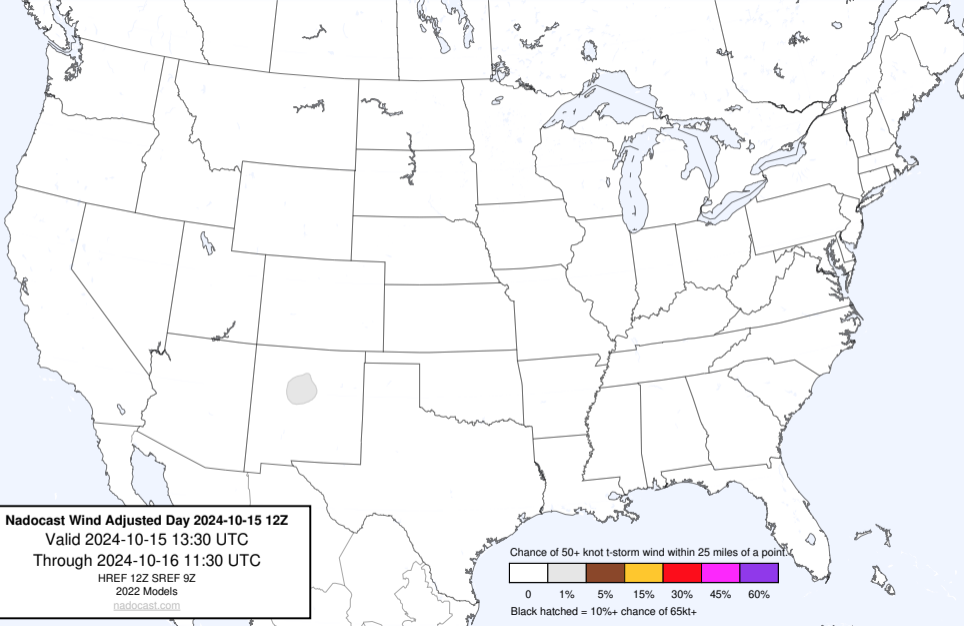 Nadocast Wind Adjusted Day 2024-10-15 12Z
Valid 2024-10-15 13:30 UTC
Through 2024-10-16 11:30 UTC
HREF 12Z SREF 9Z
2022 Models
nadocast.com
Chance of 50+ knot t-storm wind within 25 miles of a point.
0 1% 5% 15% 30% 45% 60%
Black hatched = 10%+ chance of 65kt+